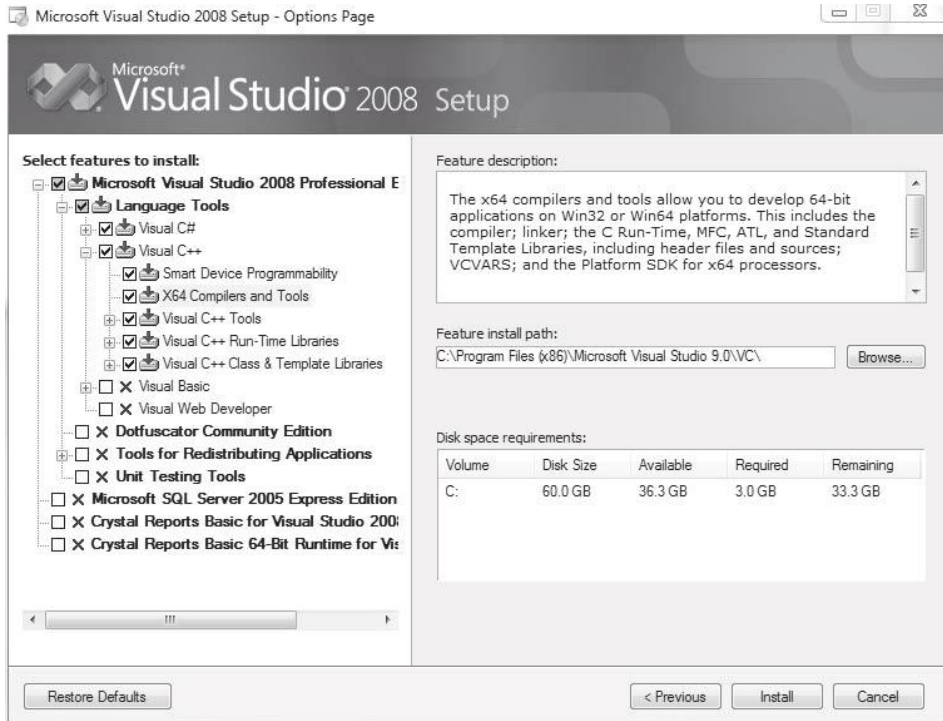 Microsoft Visual Studio 2008 Setup - Options Page
Microsoft®
Visual Studio® 2008 Setup
Select features to install:
Microsoft Visual Studio 2008 Professional E
Language Tools
Visual C#
Visual C++
Smart Device Programmability
X64 Compilers and Tools
Visual C++ Tools
Visual C++ Run-Time Libraries
Visual C++ Class & Template Libraries
Visual Basic
Visual Web Developer
Dotfuscator Community Edition
Tools for Redistributing Applications
Unit Testing Tools
Microsoft SQL Server 2005 Express Edition
Crystal Reports Basic for Visual Studio 200
Crystal Reports Basic 64-Bit Runtime for Vis
Feature description:
The x64 compilers and tools allow you to develop 64-bit
applications on Win32 or Win64 platforms. This includes the
compiler; linker; the C Run-Time, MFC, ATL, and Standard
Template Libraries, including header files and sources;
VCVARS; and the Platform SDK for x64 processors.
Feature install path:
C:\Program Files (x86)\Microsoft Visual Studio 9.0\VC\
Browse...
Disk space requirements:
Volume Disk Size Available Required Remaining
C: 60.0 GB 36.3 GB 3.0 GB 33.3 GB
Restore Defaults
< Previous
Install
Cancel